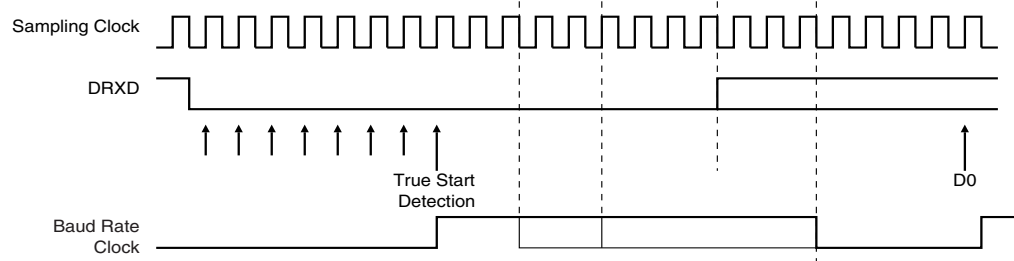 Sampling Clock
DRXD
True Start
Detection
D0
Baud Rate
Clock